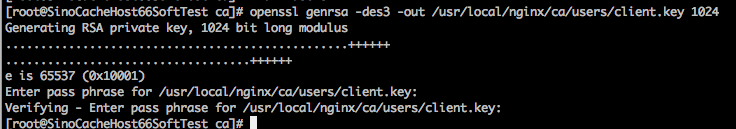 [root@SinoCacheHost66SoftTest ca]# openssl genrsa -des3 -out /usr/local/nginx/ca/users/client.key 1024
Generating RSA private key, 1024 bit long modulus
...................................................++++++
.................................++++++
e is 65537 (0x10001)
Enter pass phrase for /usr/local/nginx/ca/users/client.key:
Verifying - Enter pass phrase for /usr/local/nginx/ca/users/client.key:
[root@SinoCacheHost66SoftTest ca]#